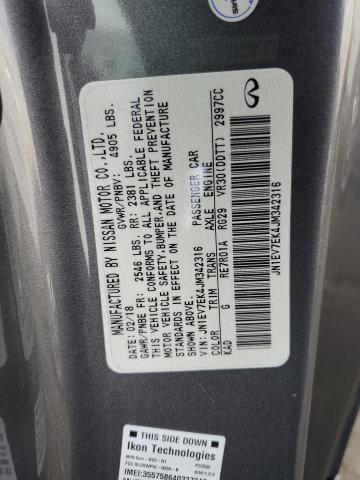 MANUFACTURED BY NISSAN MOTOR CO.,LTD.
DATE: 02/18 GVWR/PNBV: 4905 LBS.
GAWR/PNBE FR: 2546 LBS. RR: 2381 LBS.
THIS VEHICLE CONFORMS TO ALL APPLICABLE FEDERAL
MOTOR VEHICLE SAFETY,BUMPER,AND THEFT PREVENTION
STANDARDS IN EFFECT ON THE DATE OF MANUFACTURE
SHOWN ABOVE.
VIN: JN1EV7EK4JM342316 PASSENGER CAR
COLOR TRIM TRANS AXLE ENGINE
KAD G RE7R01A RG29 VR30(DDTT) 2997CC
JN1EV7EK4JM342316
THIS SIDE DOWN
Ikon Technologies